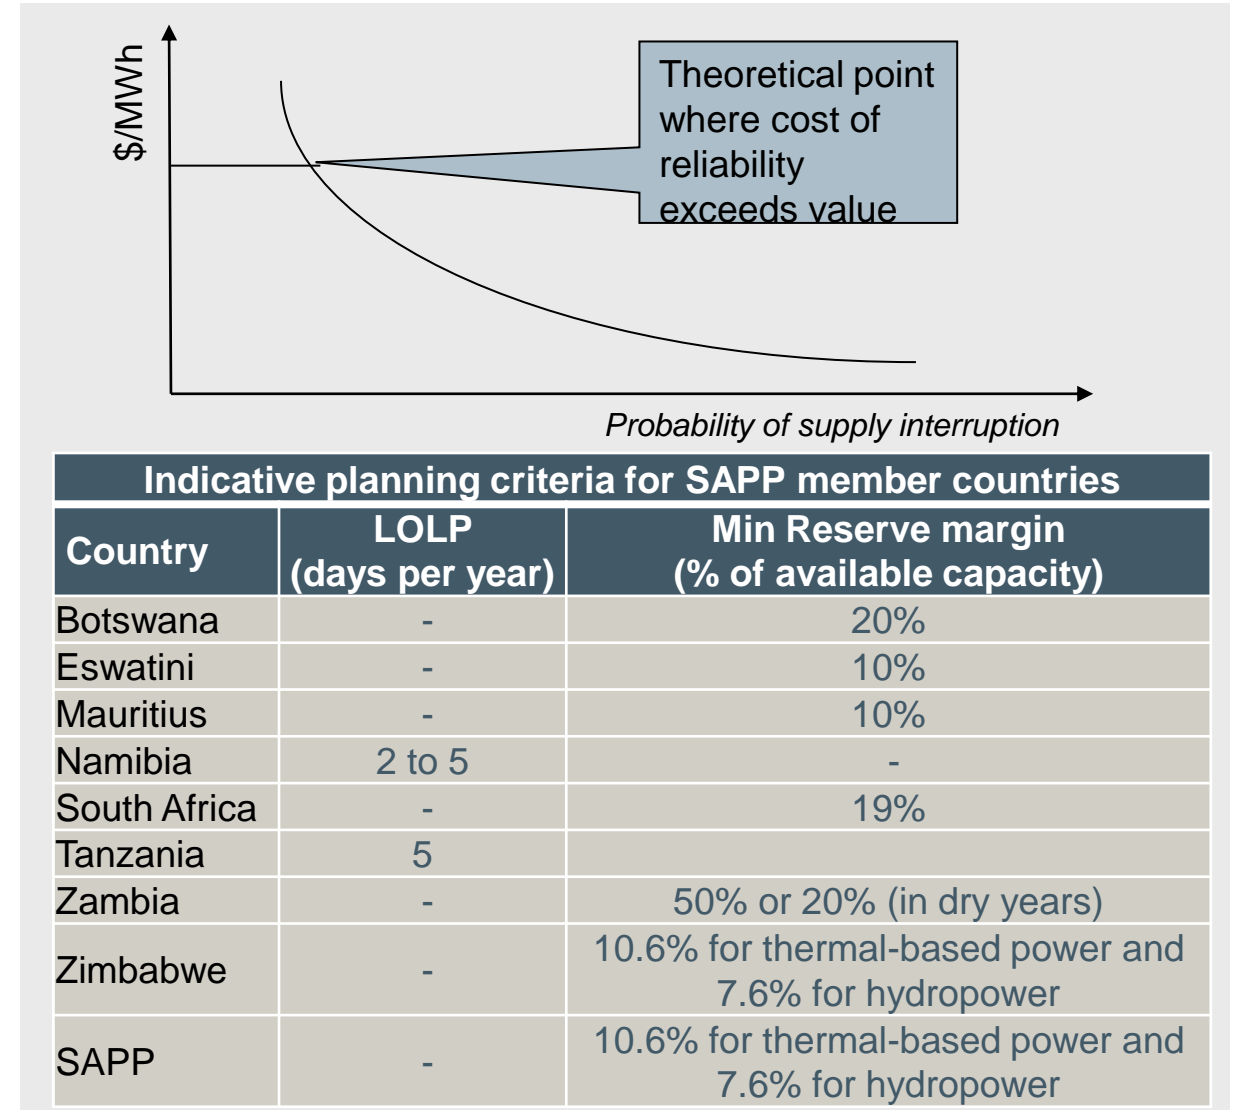 $/MWh
Theoretical point
where cost of
reliability
exceeds value
Probability of supply interruption
Indicative planning criteria for SAPP member countries
Country
LOLP
(days per year)
Min Reserve margin
(% of available capacity)
Botswana - 20%
Eswatini - 10%
Mauritius - 10%
Namibia 2 to 5 -
South Africa - 19%
Tanzania 5
Zambia - 50% or 20% (in dry years)
Zimbabwe - 10.6% for thermal-based power and
7.6% for hydropower
SAPP - 10.6% for thermal-based power and
7.6% for hydropower